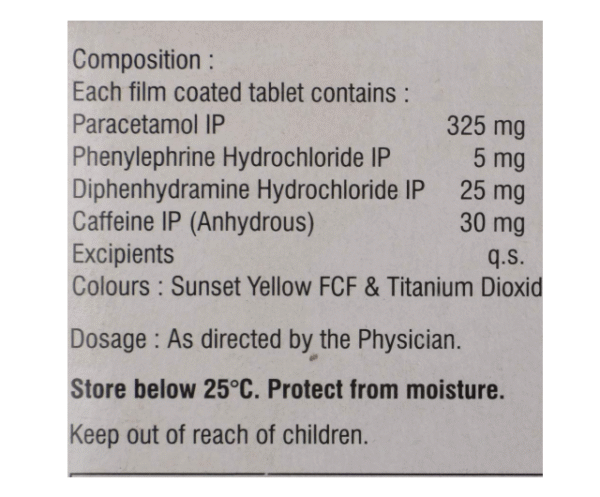 Composition :
Each film coated tablet contains :
Paracetamol IP 325 mg
Phenylephrine Hydrochloride IP 5 mg
Diphenhydramine Hydrochloride IP 25 mg
Caffeine IP (Anhydrous) 30 mg
Excipients q.s.
Colours : Sunset Yellow FCF & Titanium Dioxid
Dosage : As directed by the Physician.
Store below 25°C. Protect from moisture.
Keep out of reach of children.